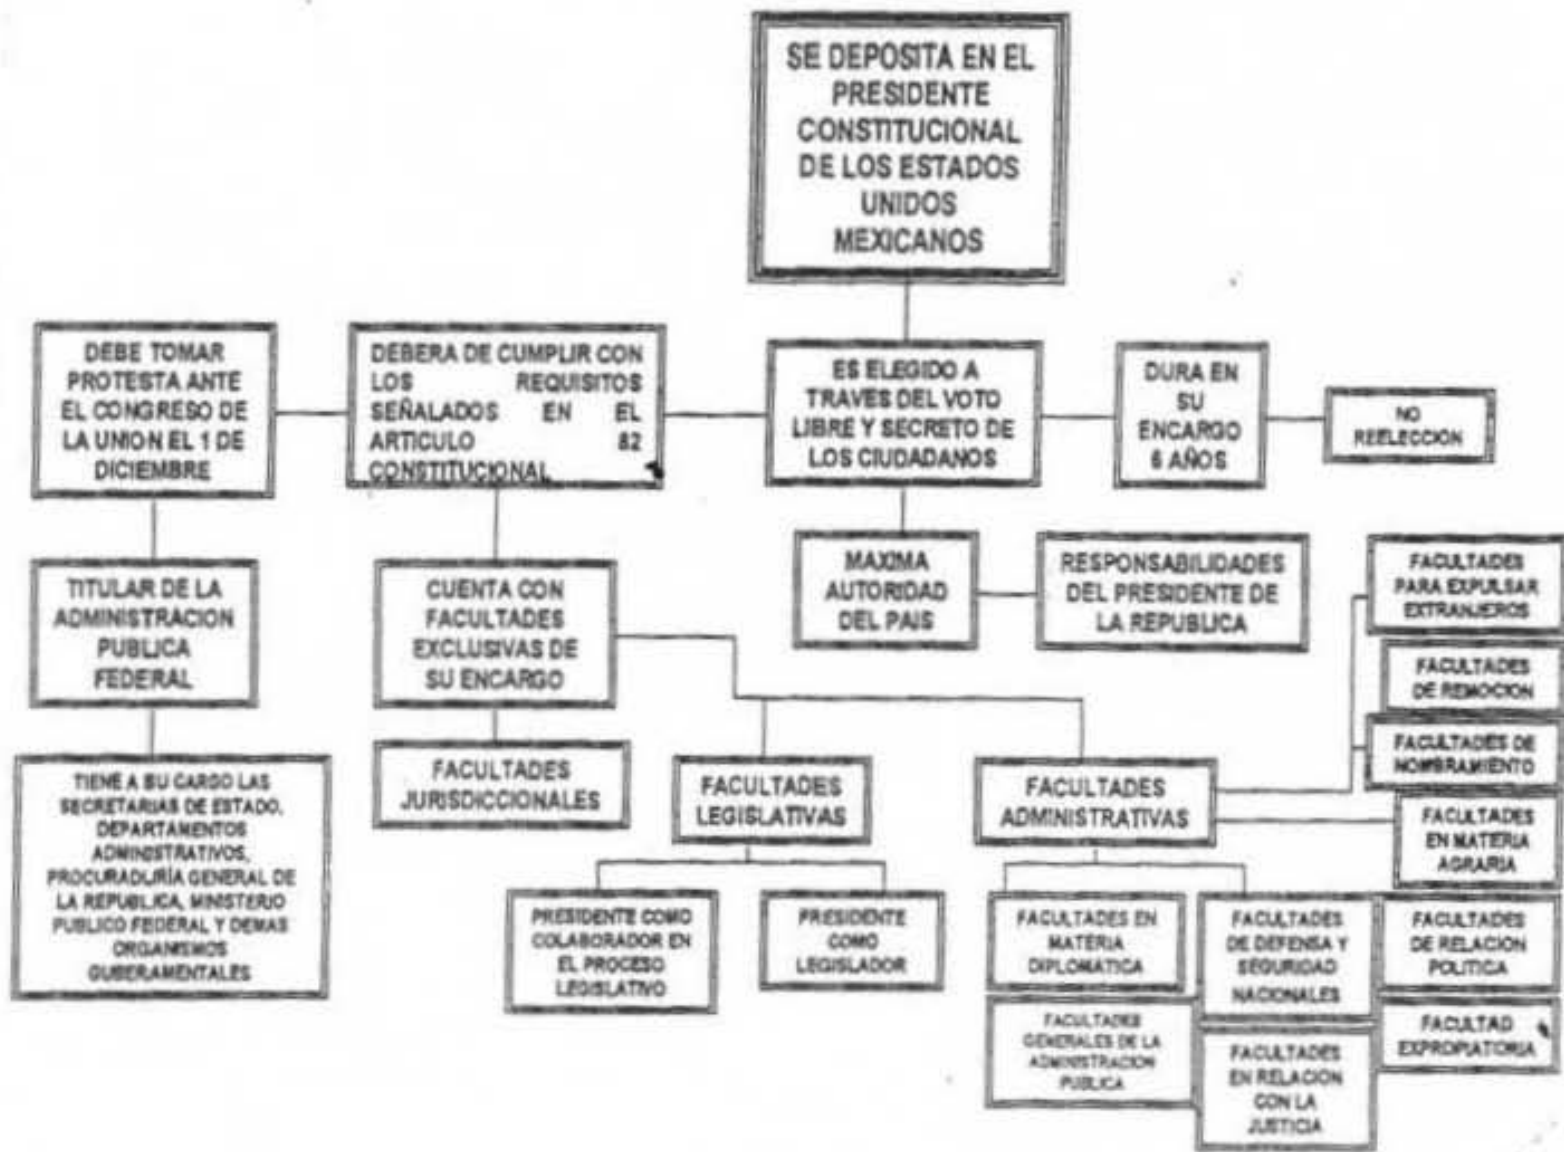 SE DEPOSITA EN EL
PRESIDENTE
CONSTITUCIONAL
DE LOS ESTADOS
UNIDOS
MEXICANOS
DEBE TOMAR
PROTESTA ANTE
EL CONGRESO DE
LA UNION EL 1 DE
DICIEMBRE
DEBERA DE CUMPLIR CON
LOS REQUISITOS
SEÑALADOS EN EL
ARTICULO 82
CONSTITUCIONAL
ES ELEGIDO A
TRAVES DEL VOTO
LIBRE Y SECRETO DE
LOS CIUDADANOS
DURA EN
SU
ENCARGO
6 AÑOS
NO
REELECCION
TITULAR DE LA
ADMINISTRACION
PUBLICA
FEDERAL
CUENTA CON
FACULTADES
EXCLUSIVAS DE
SU ENCARGO
MAXIMA
AUTORIDAD
DEL PAIS
RESPONSABILIDADES
DEL PRESIDENTE DE
LA REPUBLICA
FACULTADES
PARA EXPULSAR
EXTRANJEROS
FACULTADES
DE REMOCION
FACULTADES DE
NOMBRAMIENTO
FACULTADES
EN MATERIA
AGRARIA
TIENE A SU CARGO LAS
SECRETARIAS DE ESTADO,
DEPARTAMENTOS
ADMINISTRATIVOS,
PROCURADURÍA GENERAL DE
LA REPUBLICA, MINISTERIO
PUBLICO FEDERAL Y DEMAS
ORGANISMOS
GUBERAMENTALES
FACULTADES
JURISDICCIONALES
FACULTADES
LEGISLATIVAS
FACULTADES
ADMINISTRATIVAS
PRESIDENTE COMO
COLABORADOR EN
EL PROCESO
LEGISLATIVO
PRESIDENTE
COMO
LEGISLADOR
FACULTADES EN
MATERIA
DIPLOMATICA
FACULTADES
DE DEFENSA Y
SEGURIDAD
NACIONALES
FACULTADES
DE RELACION
POLITICA
FACULTADES
GENERALES DE LA
ADMINISTRACION
PUBLICA
FACULTADES
EN RELACION
CON LA
JUSTICIA
FACULTAD
EXPROPIATORIA